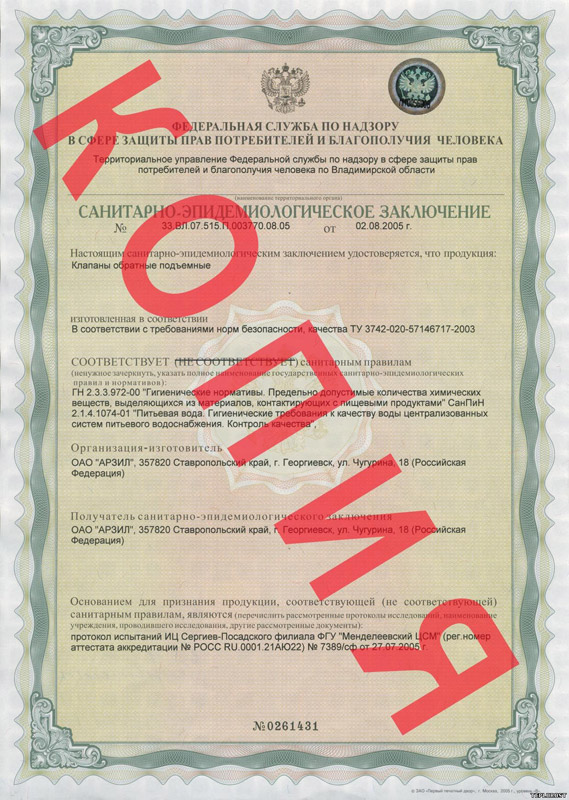 ФЕДЕРАЛЬНАЯ СЛУЖБА ПО НАДЗОРУ
В СФЕРЕ ЗАЩИТЫ ПРАВ ПОТРЕБИТЕЛЕЙ И БЛАГОПОЛУЧИЯ ЧЕЛОВЕКА
Территориальное управление Федеральной службы по надзору в сфере защиты прав
потребителей и благополучия человека по Владимирской области
(наименование территориального органа)
САНИТАРНО-ЭПИДЕМИОЛОГИЧЕСКОЕ ЗАКЛЮЧЕНИЕ
№ 33.ВЛ.07.515.П.003770.08.05 от 02.08.2005 г.
Настоящим санитарно-эпидемиологическим заключением удостоверяется, что продукция:
Клапаны обратные подъемные
изготовленная в соответствии
В соответствии с требованиями норм безопасности, качества ТУ 3742-020-57146717-2003
СООТВЕТСТВУЕТ (НЕ СООТВЕТСТВУЕТ) санитарным правилам
(ненужное зачеркнуть, указать полное наименование государственных санитарно-эпидемиологических
правил и нормативов):
ГН 2.3.3.972-00 "Гигиенические нормативы. Предельно допустимые количества химических
веществ, выделяющихся из материалов, контактирующих с пищевыми продуктами" СанПиН
2.1.4.1074-01 "Питьевая вода. Гигиенические требования к качеству воды централизованных
систем питьевого водоснабжения. Контроль качества",
Организация-изготовитель
ОАО "АРЗИЛ", 357820 Ставропольский край, г. Георгиевск, ул. Чугурина, 18 (Российская
Федерация)
Получатель санитарно-эпидемиологического заключения
ОАО "АРЗИЛ", 357820 Ставропольский край, г. Георгиевск, ул. Чугурина, 18 (Российская
Федерация)
Основанием для признания продукции, соответствующей (не соответствующей)
санитарным правилам, являются (перечислить рассмотренные протоколы исследований, наименование
учреждения, проводившего исследования, другие рассмотренные документы):
протокол испытаний ИЦ Сергиев-Посадского филиала ФГУ "Менделеевский ЦСМ" (рег.номер
аттестата аккредитации № РОСС RU.0001.21АЮ22) № 7389/сф от 27.07.2005 г
№0261431
КОПИЯ
© ЗАО «Первый печатный двор», г. Москва, 2005 г.,